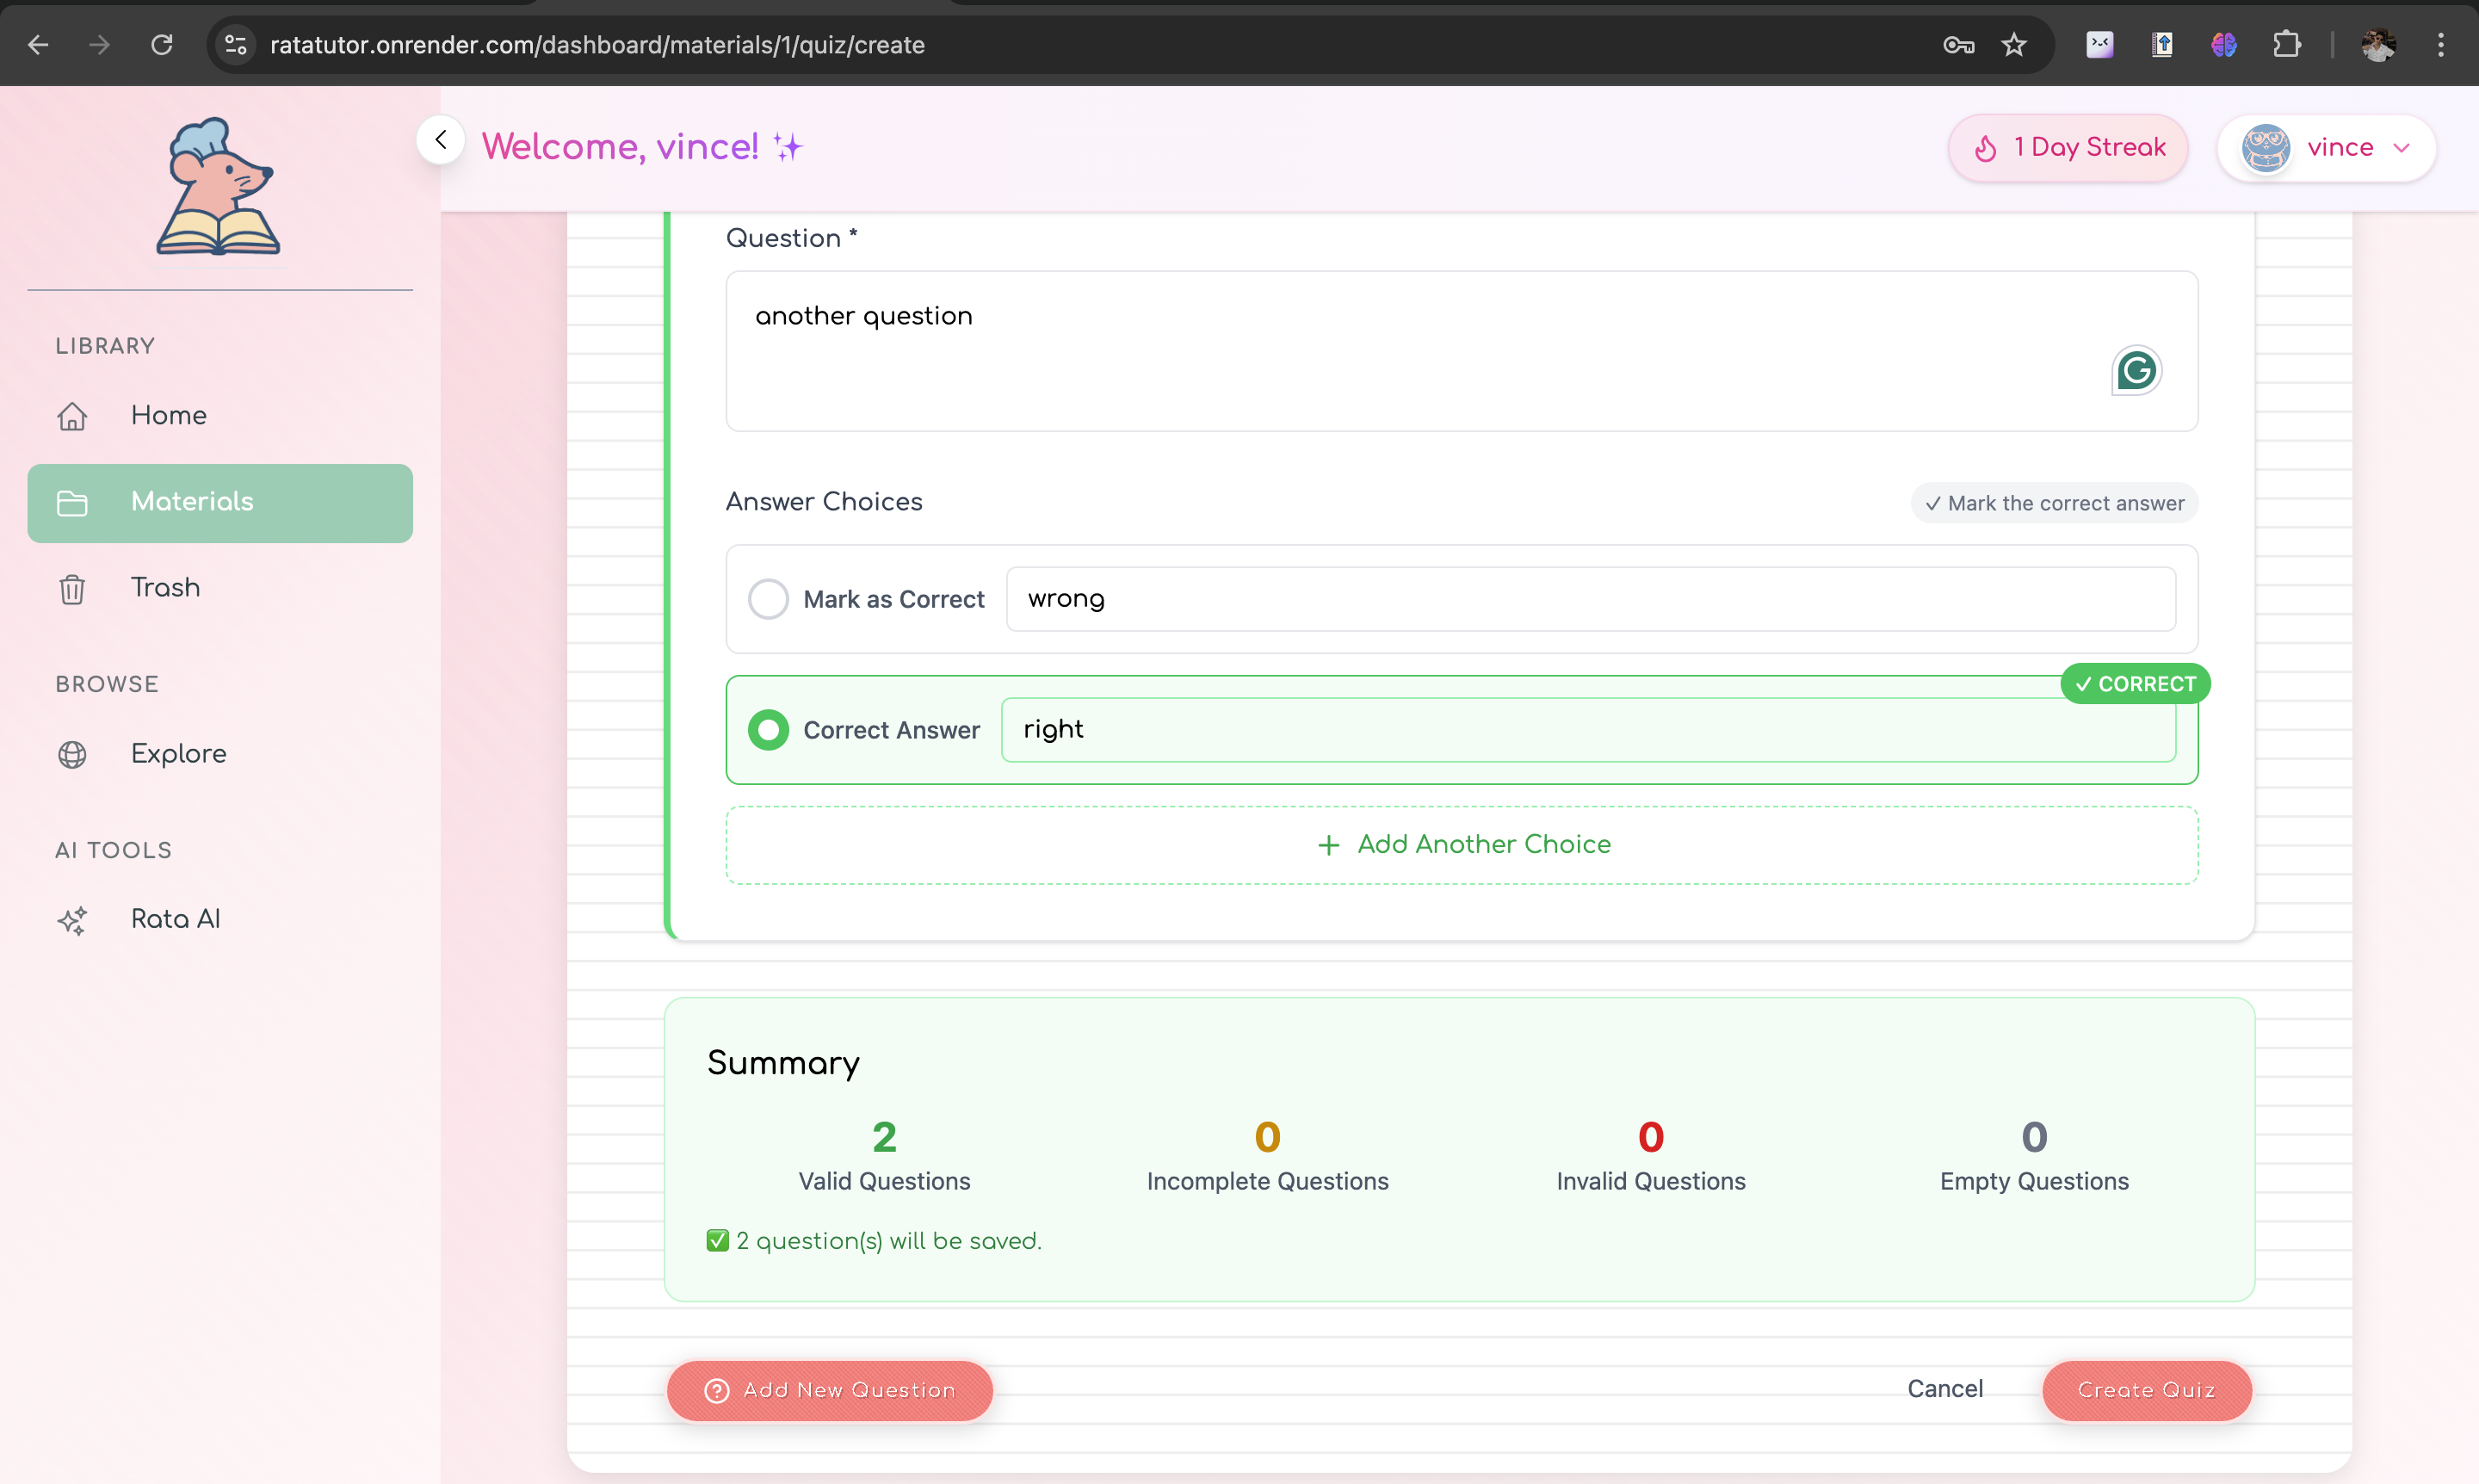 ratatutor.onrender.com/dashboard/materials/1/quiz/create
Welcome, vince! ✨
1 Day Streak
vince
LIBRARY
Home
Materials
Trash
BROWSE
Explore
AI TOOLS
Rata AI
Question *
another question
Answer Choices
✓ Mark the correct answer
Mark as Correct
wrong
✓ CORRECT
Correct Answer
right
+ Add Another Choice
Summary
2
Valid Questions
0
Incomplete Questions
0
Invalid Questions
0
Empty Questions
✅ 2 question(s) will be saved.
Add New Question
Cancel
Create Quiz